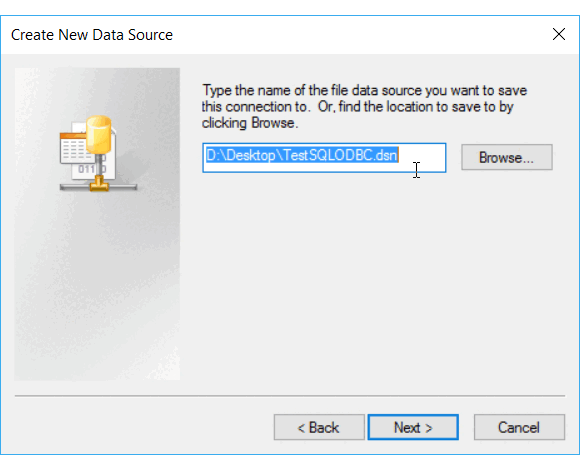 Create New Data Source
Type the name of the file data source you want to save
this connection to.  Or, find the location to save to by
clicking Browse.
D:\Desktop\TestSQLODBC.dsn
Browse...
01101
< Back
Next >
Cancel